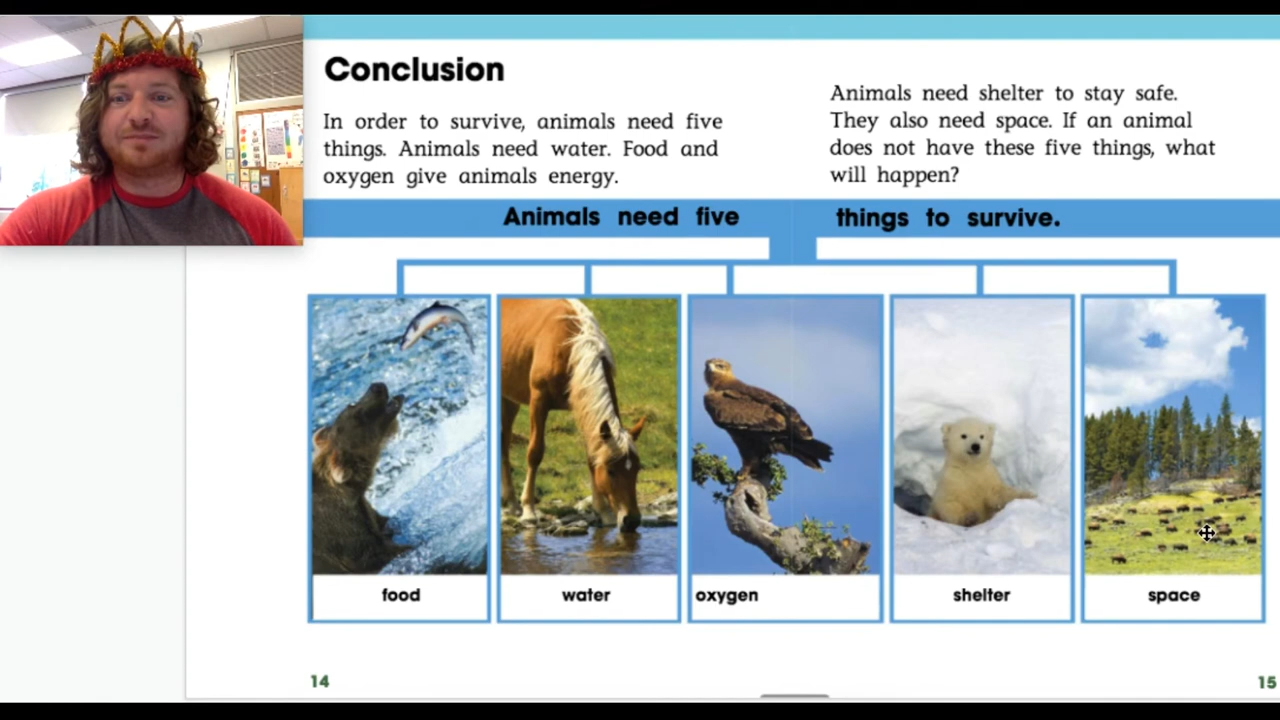 Conclusion
In order to survive, animals need five
things. Animals need water. Food and
oxygen give animals energy.
Animals need shelter to stay safe.
They also need space. If an animal
does not have these five things, what
will happen?
Animals need five things to survive.
food
water
oxygen
shelter
space
14
15